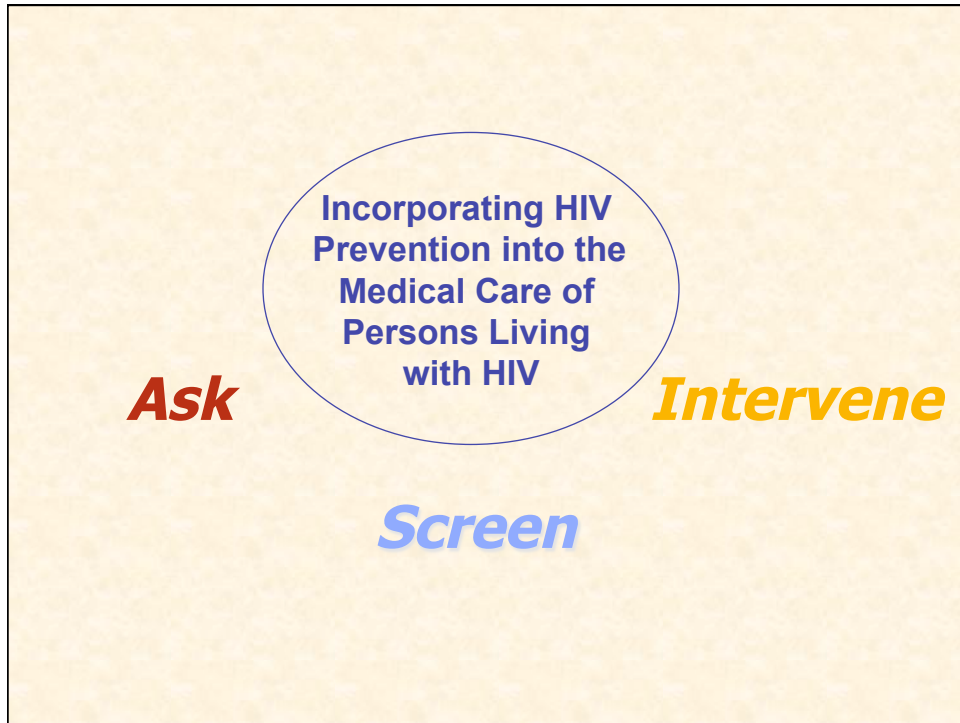 Incorporating HIV
Prevention into the
Medical Care of
Persons Living
with HIV
Ask
Intervene
Screen